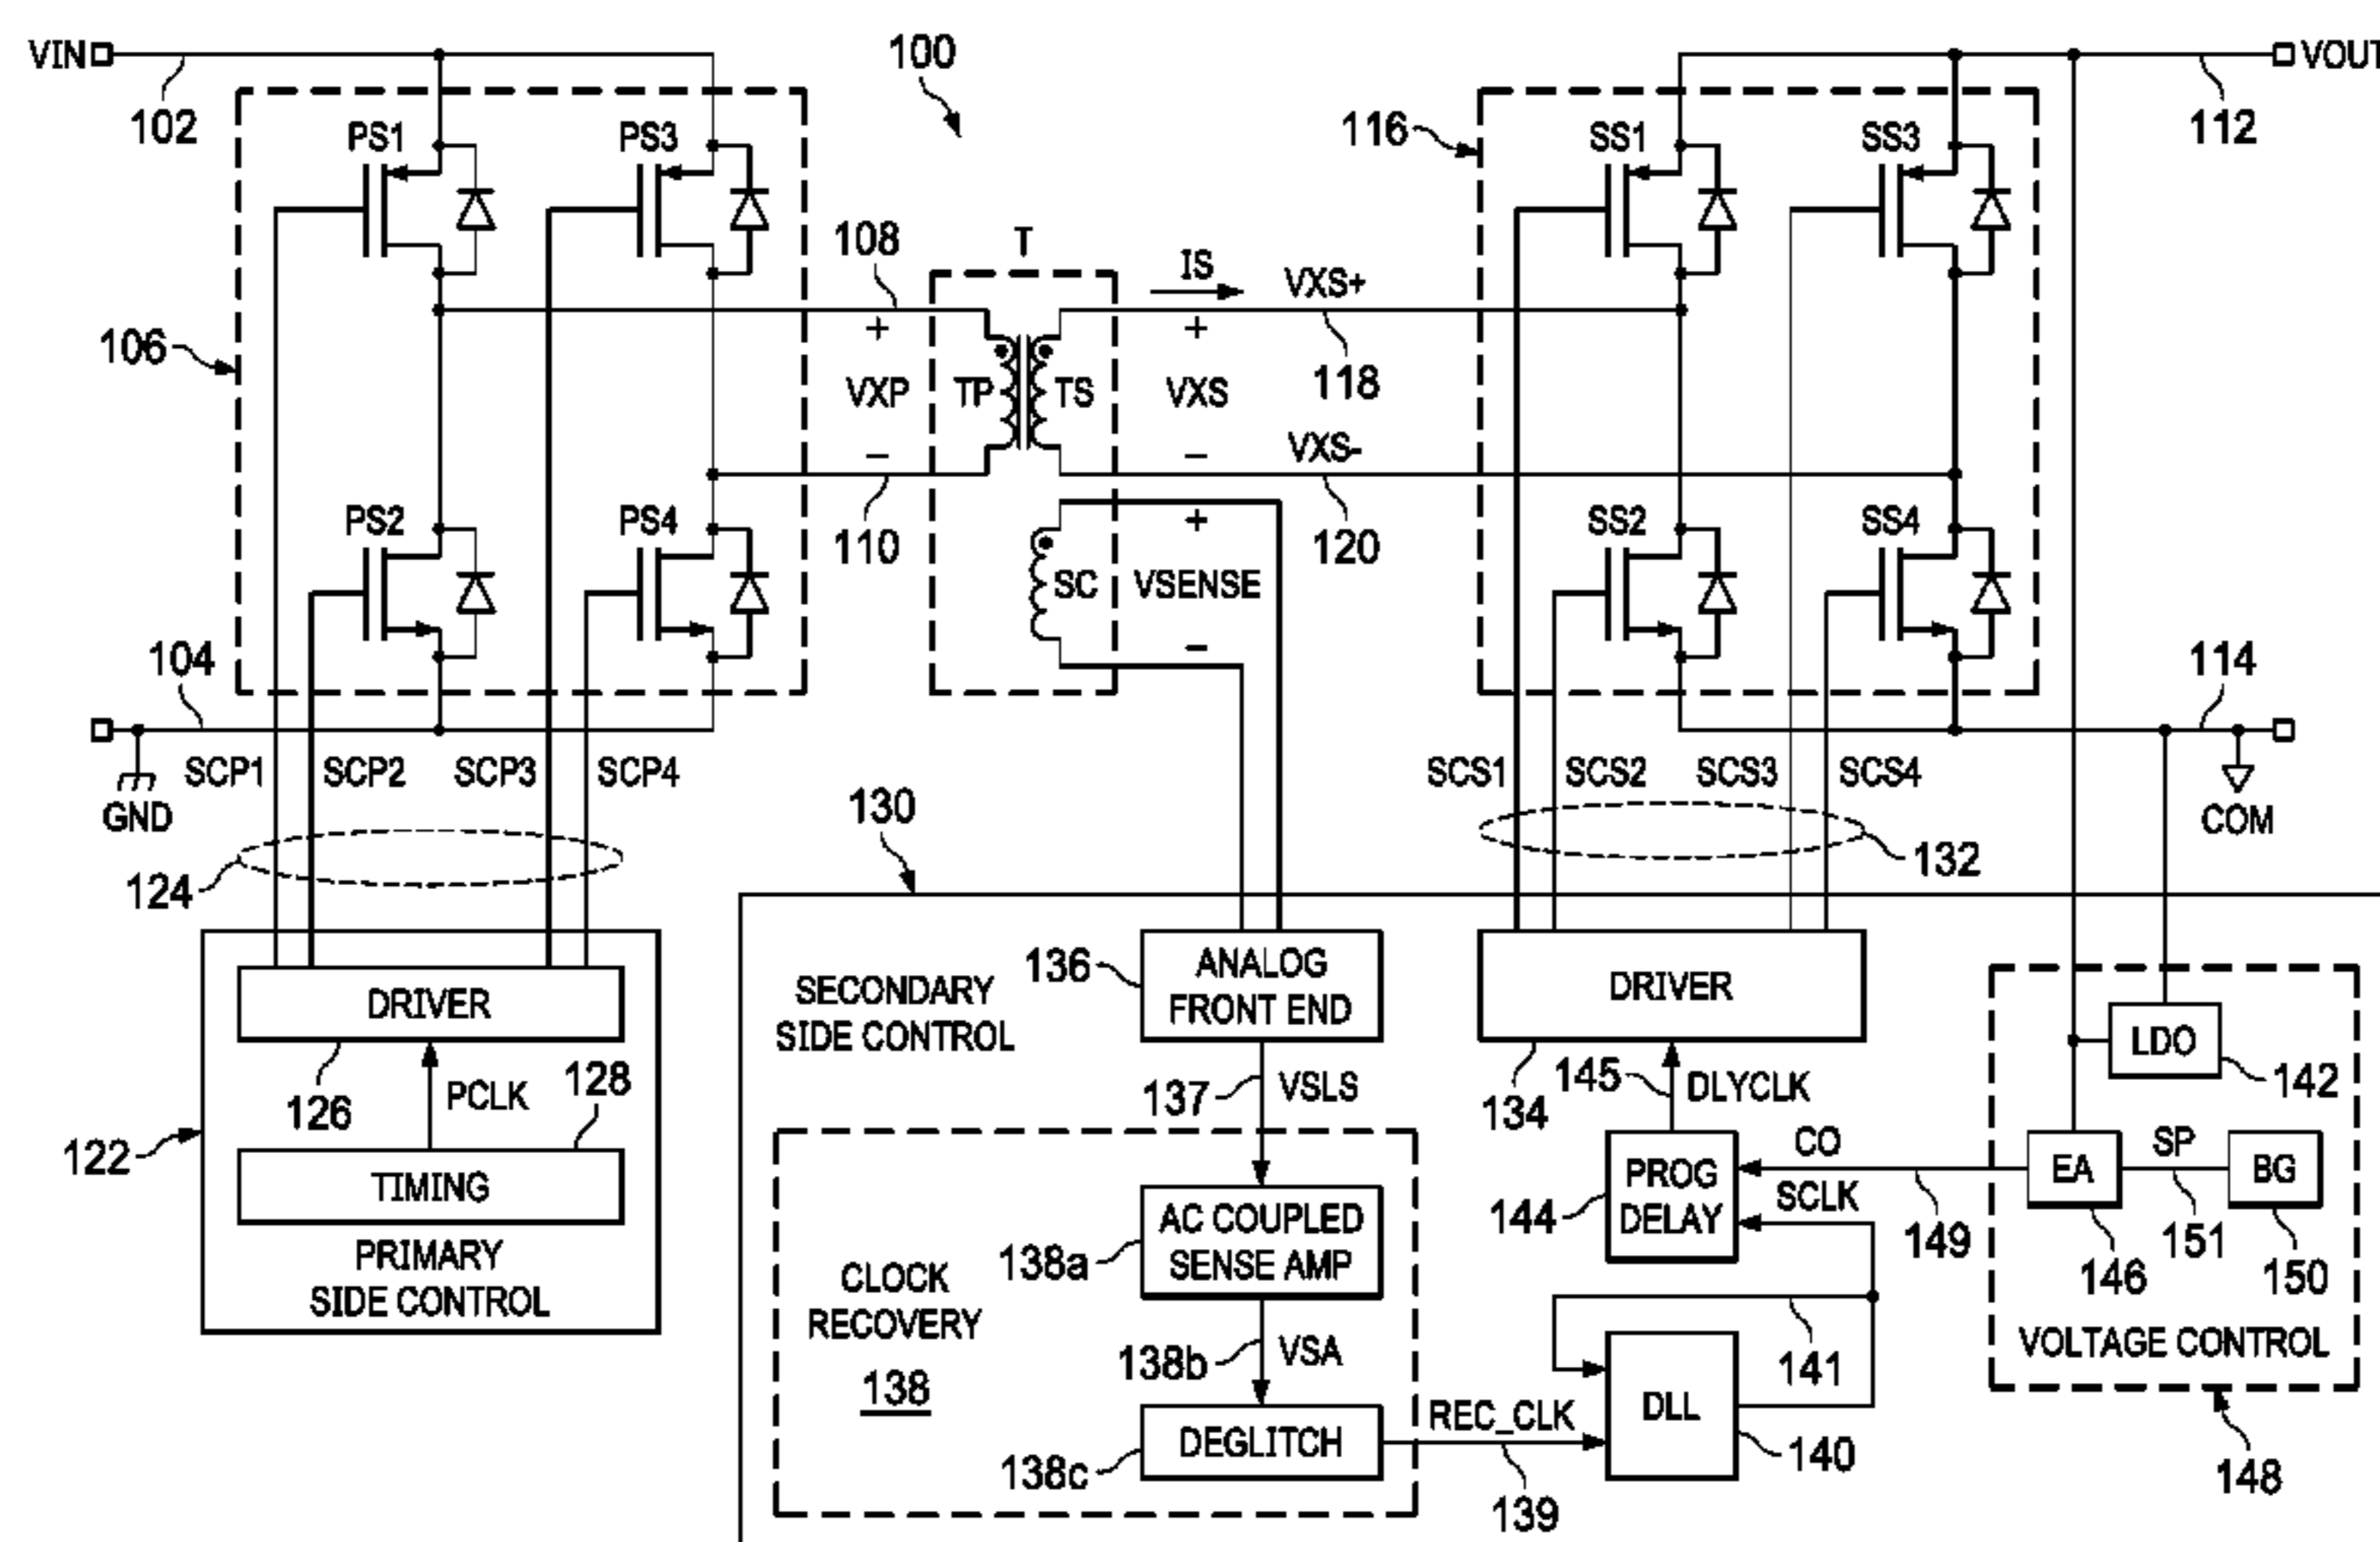 VIN
102
PS1
PS3
100
116
SS1
SS3
VOUT
112
106
108
T
IS
VXS+
+
+
VXP
TP
TS
VXS
118
–
–
VXS-
110
120
PS2
PS4
+
SC
VSENSE
–
SS2
SS4
104
114
GND
SCP1
SCP2
SCP3
SCP4
SCS1
SCS2
SCS3
SCS4
COM
124
130
132
DRIVER
126
PCLK
128
122
TIMING
PRIMARY
SIDE CONTROL
SECONDARY
SIDE CONTROL
136
ANALOG
FRONT END
137
VSLS
DRIVER
134
145
DLYCLK
LDO
142
144
PROG
DELAY
CO
SCLK
149
EA
SP
BG
146
151
150
VOLTAGE CONTROL
148
CLOCK
RECOVERY
138
138a
AC COUPLED
SENSE AMP
138b
VSA
138c
DEGLITCH
REC_CLK
139
141
DLL
140